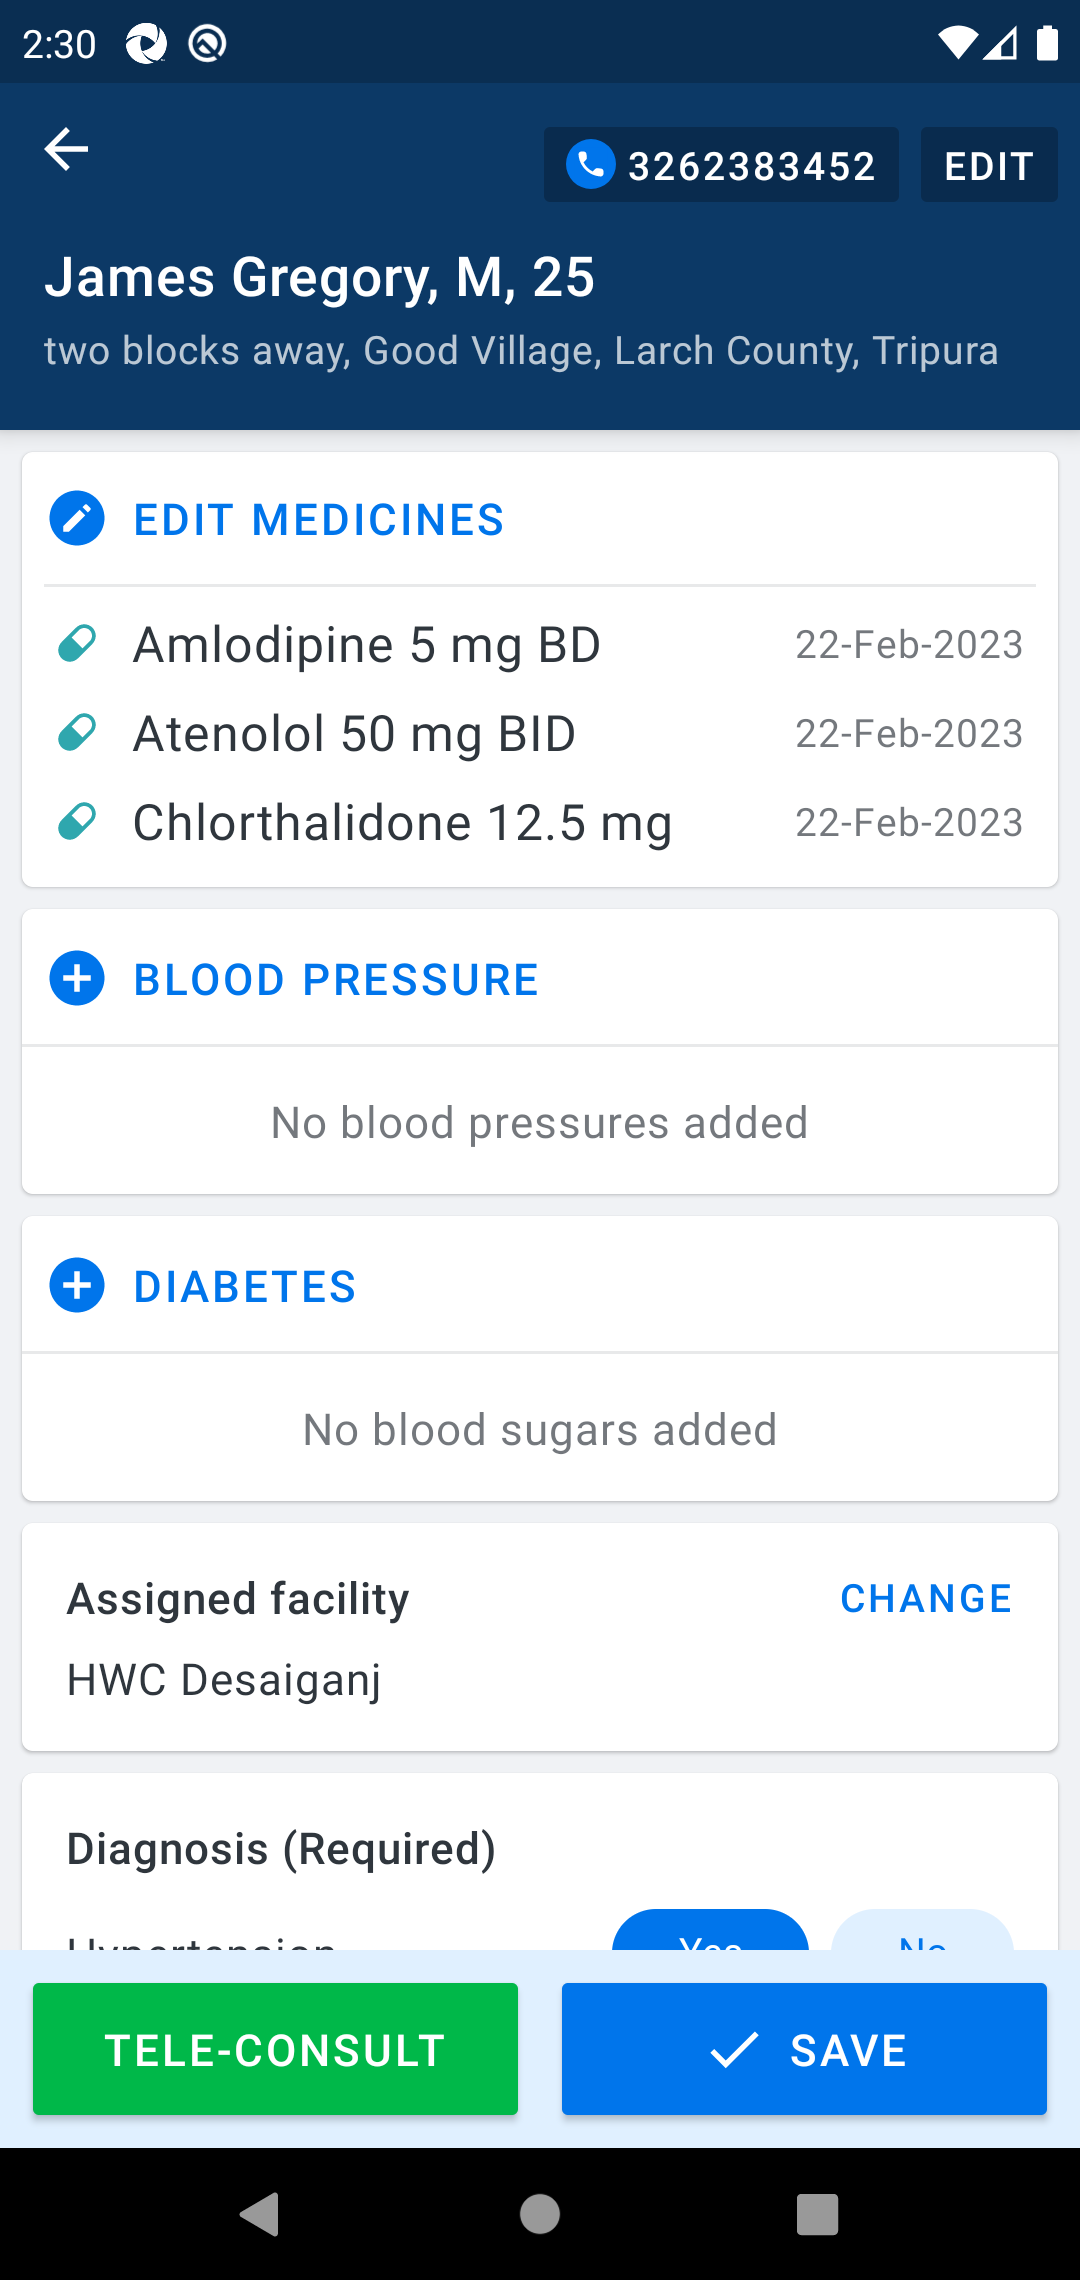 2:30
3262383452
EDIT
James Gregory, M, 25
two blocks away, Good Village, Larch County, Tripura
EDIT MEDICINES
Amlodipine 5 mg BD 22-Feb-2023
Atenolol 50 mg BID 22-Feb-2023
Chlorthalidone 12.5 mg 22-Feb-2023
BLOOD PRESSURE
No blood pressures added
DIABETES
No blood sugars added
Assigned facility CHANGE
HWC Desaiganj
Diagnosis (Required)
Hypertension Yes No
TELE-CONSULT SAVE